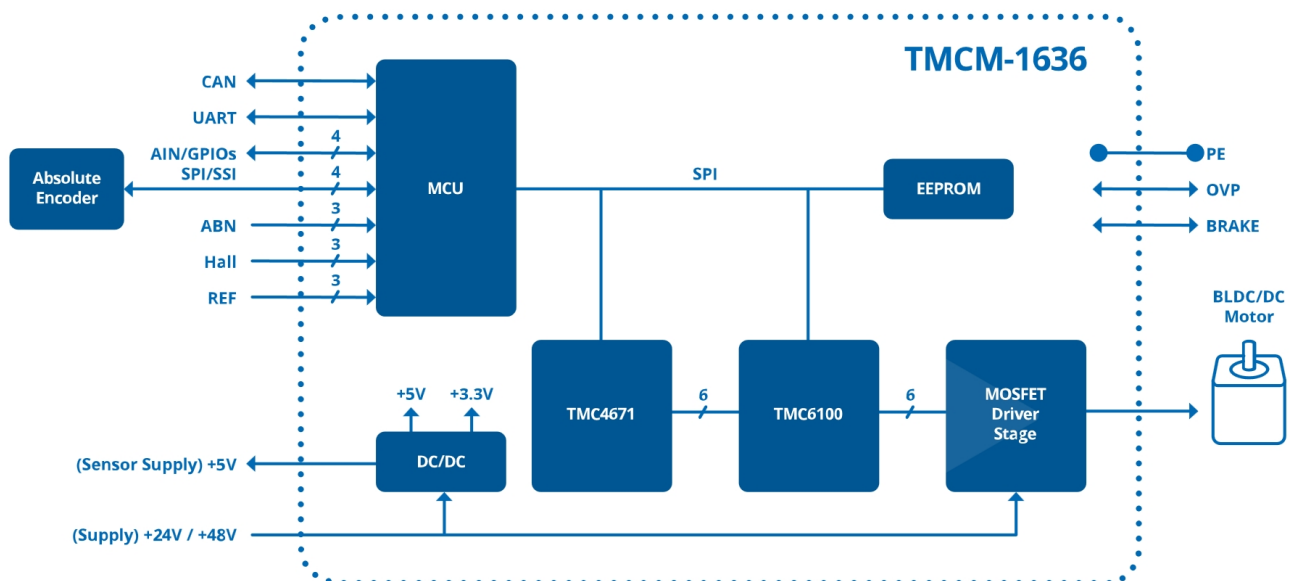 TMCM-1636
CAN
UART
4
AIN/GPIOs
SPI/SSI
4
Absolute
Encoder
3
ABN
3
Hall
3
REF
MCU
SPI
EEPROM
PE
OVP
BRAKE
BLDC/DC
Motor
TMC4671
6
TMC6100
6
MOSFET
Driver
Stage
+5V
+3.3V
DC/DC
(Sensor Supply) +5V
(Supply) +24V / +48V